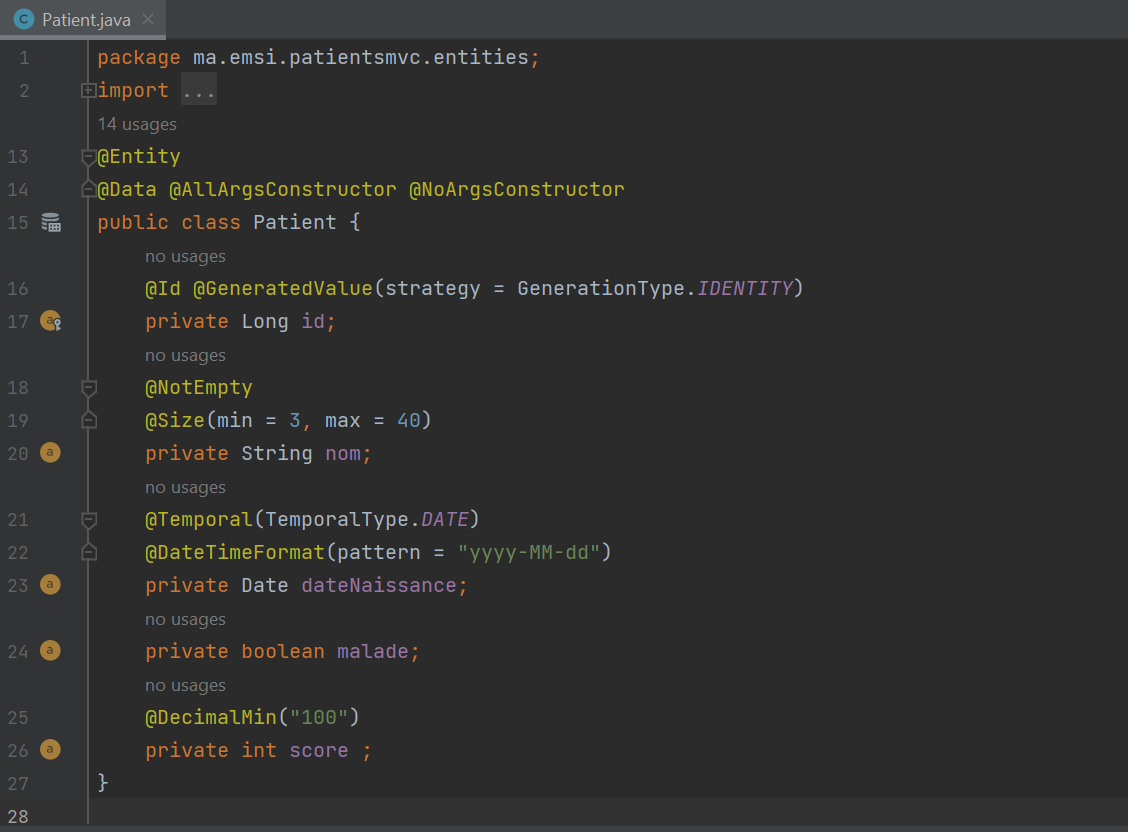 Patient.java
1 package ma.emsi.patientsmvc.entities;
2 import ...
14 usages
13 @Entity
14 @Data @AllArgsConstructor @NoArgsConstructor
15 public class Patient {
no usages
16 @Id @GeneratedValue(strategy = GenerationType.IDENTITY)
17 private Long id;
no usages
18 @NotEmpty
19 @Size(min = 3, max = 40)
20 private String nom;
no usages
21 @Temporal(TemporalType.DATE)
22 @DateTimeFormat(pattern = "yyyy-MM-dd")
23 private Date dateNaissance;
no usages
24 private boolean malade;
no usages
25 @DecimalMin("100")
26 private int score ;
27 }
28